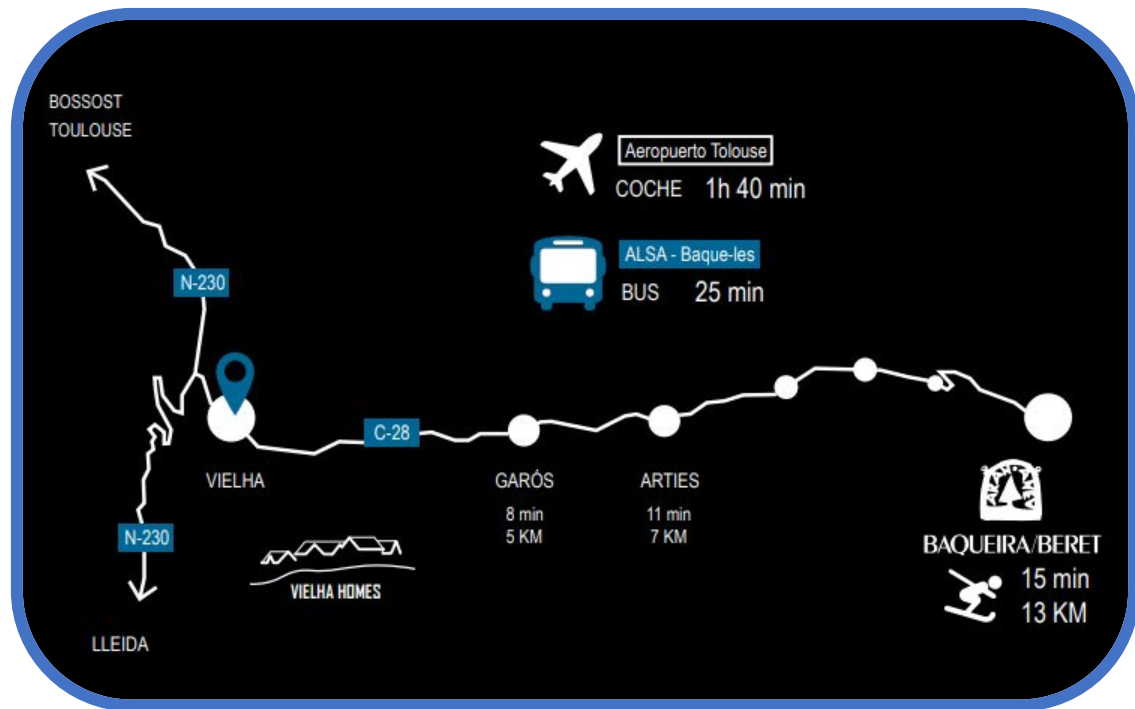 BOSSOST
TOULOUSE
Aeropuerto Tolouse
COCHE 1h 40 min
ALSA - Baque-les
BUS 25 min
N-230
C-28
VIELHA
GARÓS
8 min
5 KM
ARTIES
11 min
7 KM
N-230
VIELHA HOMES
BAQUEIRA/BERET
15 min
13 KM
LLEIDA